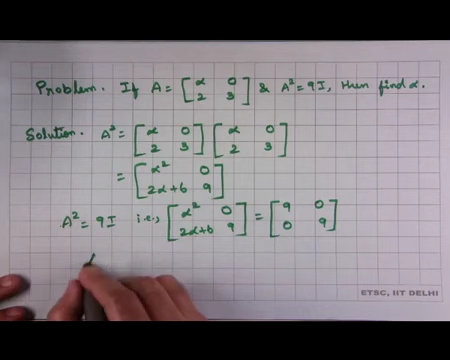 Problem. If A = [α 0; 2 3] & A² = 9I, then find α.
Solution. A² = [α 0; 2 3] [α 0; 2 3]
= [α² 0; 2α+6 9]
A² = 9I i.e., [α² 0; 2α+6 9] = [9 0; 0 9]
ETSC, IIT DELHI